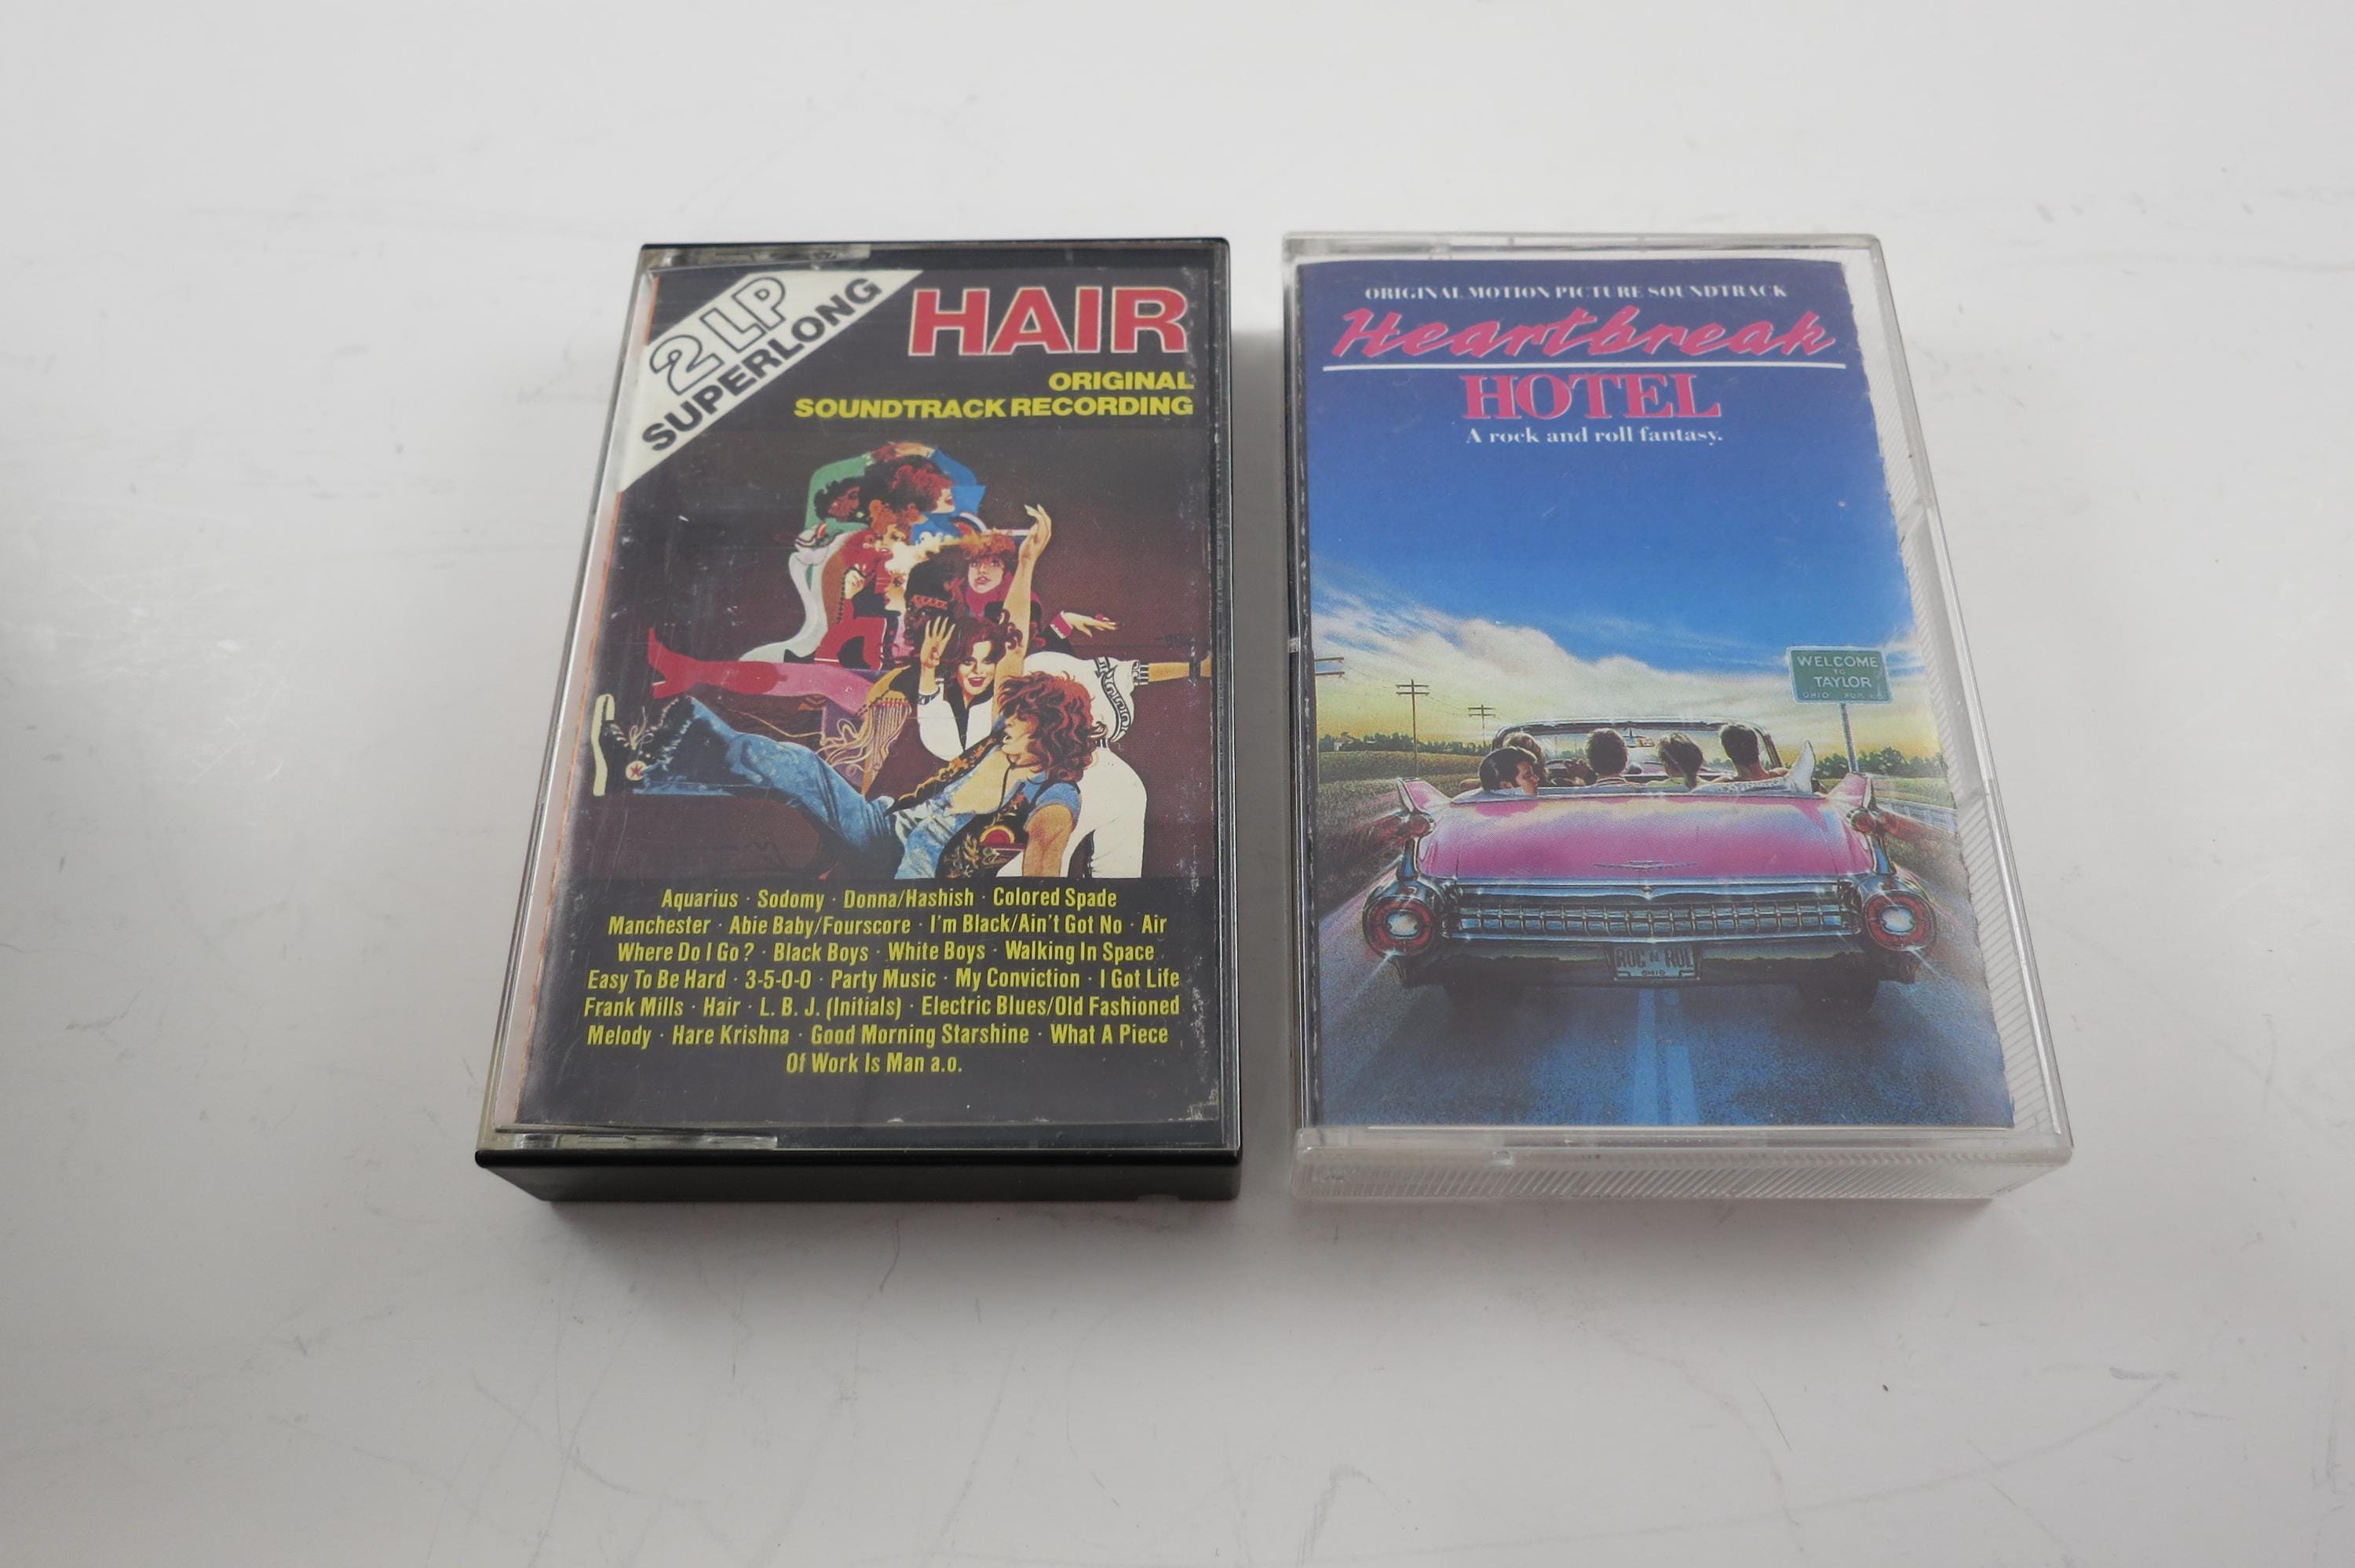 2 LP
SUPERLONG
HAIR
ORIGINAL
SOUNDTRACK RECORDING
Aquarius · Sodomy · Donna/Hashish · Colored Spade
Manchester · Abie Baby/Fourscore · I'm Black/Ain't Got No · Air
Where Do I Go? · Black Boys · White Boys · Walking In Space
Easy To Be Hard · 3-5-0-0 · Party Music · My Conviction · I Got Life
Frank Mills · Hair · L. B. J. (Initials) · Electric Blues/Old Fashioned
Melody · Hare Krishna · Good Morning Starshine · What A Piece
Of Work Is Man a.o.
ORIGINAL MOTION PICTURE SOUNDTRACK
Heartbreak
HOTEL
A rock and roll fantasy.
WELCOME
TO
TAYLOR
OHIO
ROC N ROL
OHIO